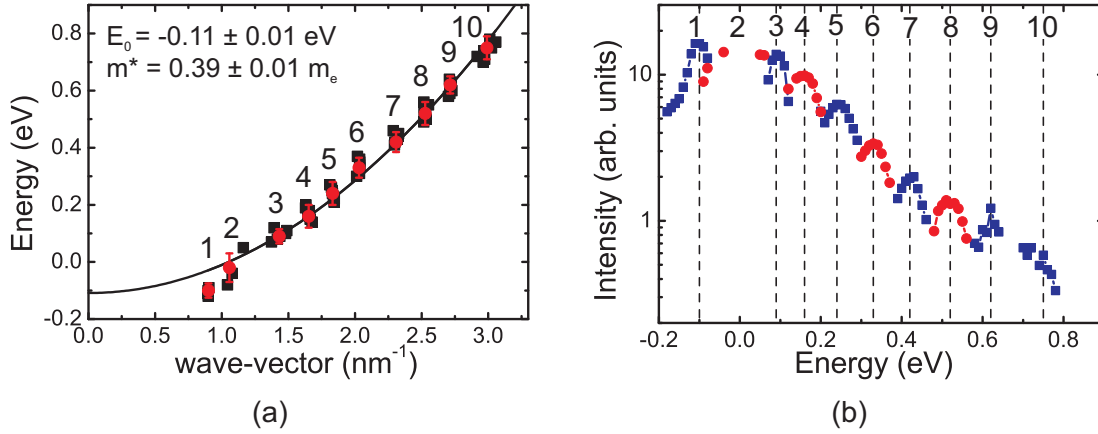 E₀ = -0.11 ± 0.01 eV
m* = 0.39 ± 0.01 mₑ
1 2 3 4 5 6 7 8 9 10
0.8
0.6
0.4
0.2
0.0
-0.2
Energy (eV)
0.0 0.5 1.0 1.5 2.0 2.5 3.0
wave-vector (nm⁻¹)
(a)
1 2 3 4 5 6 7 8 9 10
10
1
Intensity (arb. units)
-0.2 0.0 0.2 0.4 0.6 0.8
Energy (eV)
(b)